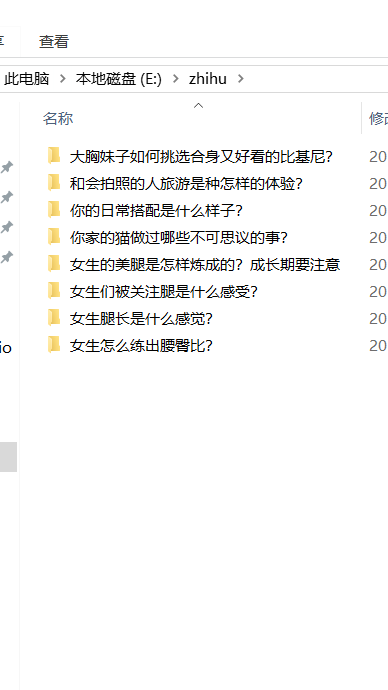 享 查看
此电脑 > 本地磁盘 (E:) > zhihu >
名称 修改
大胸妹子如何挑选合身又好看的比基尼? 20
和会拍照的人旅游是种怎样的体验? 20
你的日常搭配是什么样子? 20
你家的猫做过哪些不可思议的事? 20
女生的美腿是怎样炼成的?成长期要注意 20
女生们被关注腿是什么感受? 20
女生腿长是什么感觉? 20
io
女生怎么练出腰臀比? 20